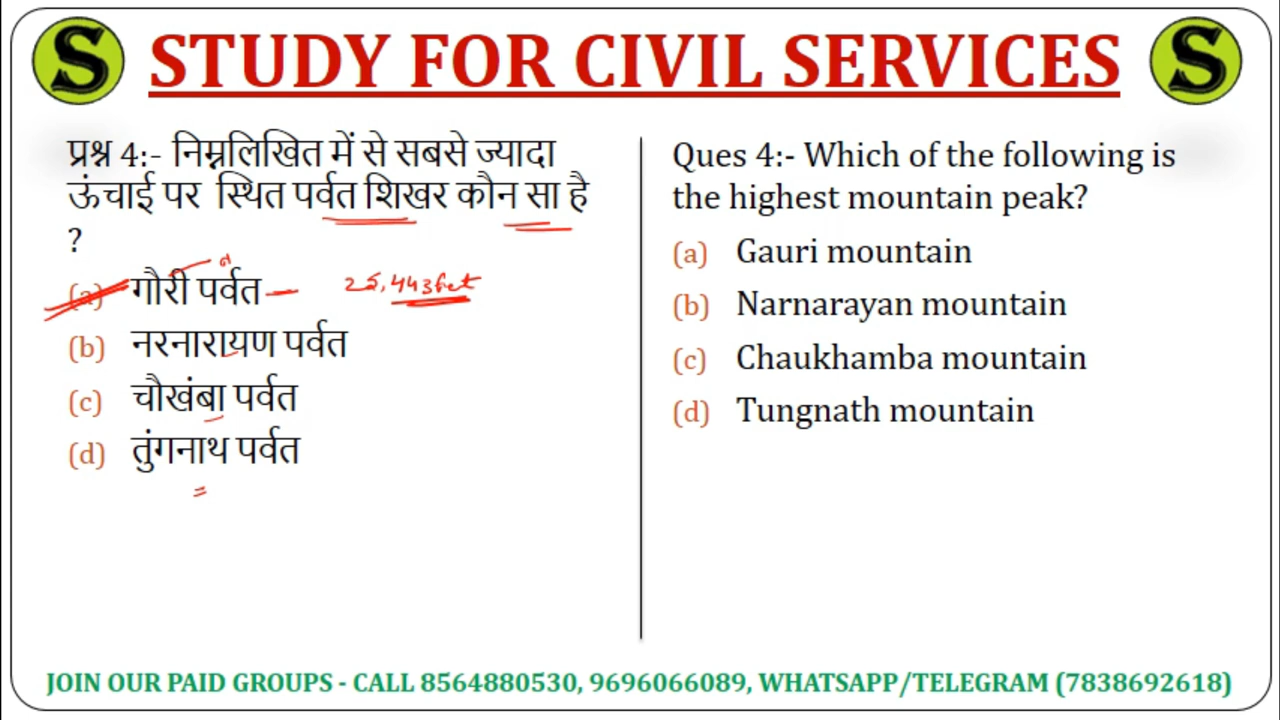 S STUDY FOR CIVIL SERVICES S
प्रश्न 4:- निम्नलिखित में से सबसे ज्यादा
ऊंचाई पर स्थित पर्वत शिखर कौन सा है
?
(a) गौरी पर्वत 25,443 feet
(b) नरनारायण पर्वत
(c) चौखंबा पर्वत
(d) तुंगनाथ पर्वत
Ques 4:- Which of the following is
the highest mountain peak?
(a) Gauri mountain
(b) Narnarayan mountain
(c) Chaukhamba mountain
(d) Tungnath mountain
JOIN OUR PAID GROUPS - CALL 8564880530, 9696066089, WHATSAPP/TELEGRAM (7838692618)